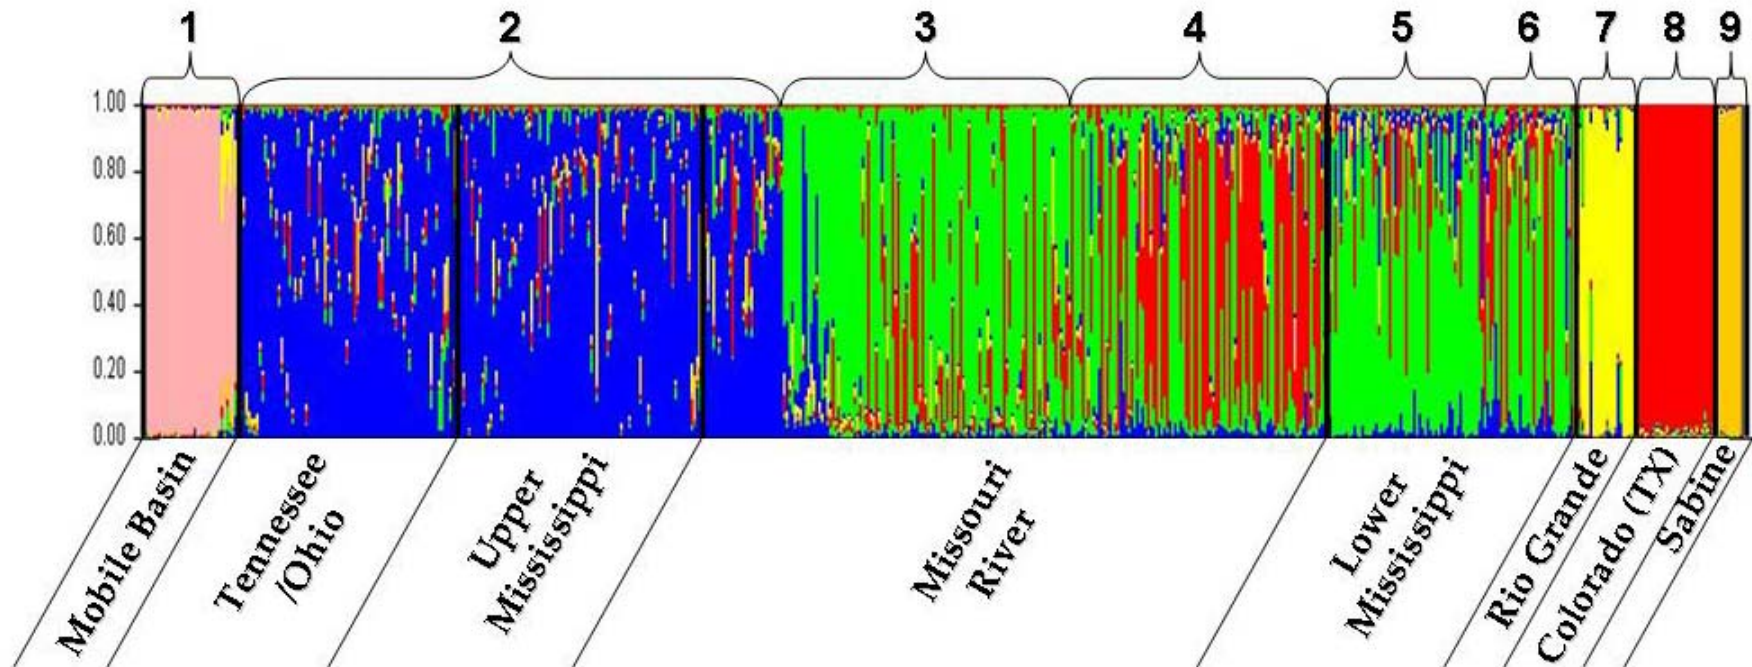 1 2 3 4 5 6 7 8 9
1.00
0.80
0.60
0.40
0.20
0.00
Mobile Basin
Tennessee
/Ohio
Upper
Mississippi
Missouri
River
Lower
Mississippi
Rio Grande
Colorado (TX)
Sabine